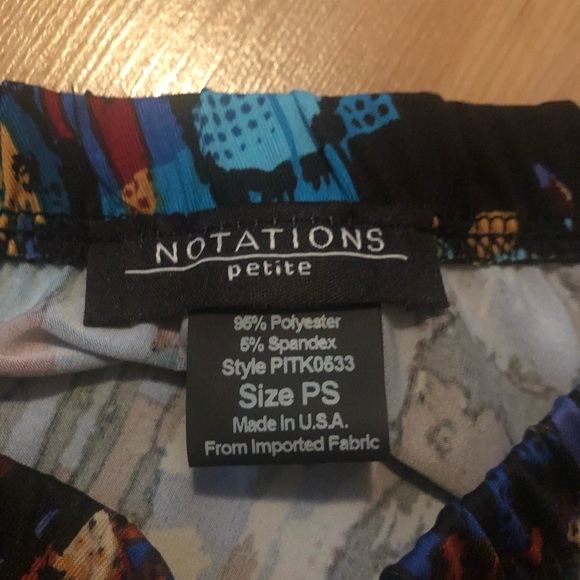 NOTATIONS
petite
95% Polyester
5% Spandex
Style PITK0533
Size PS
Made In U.S.A.
From Imported Fabric